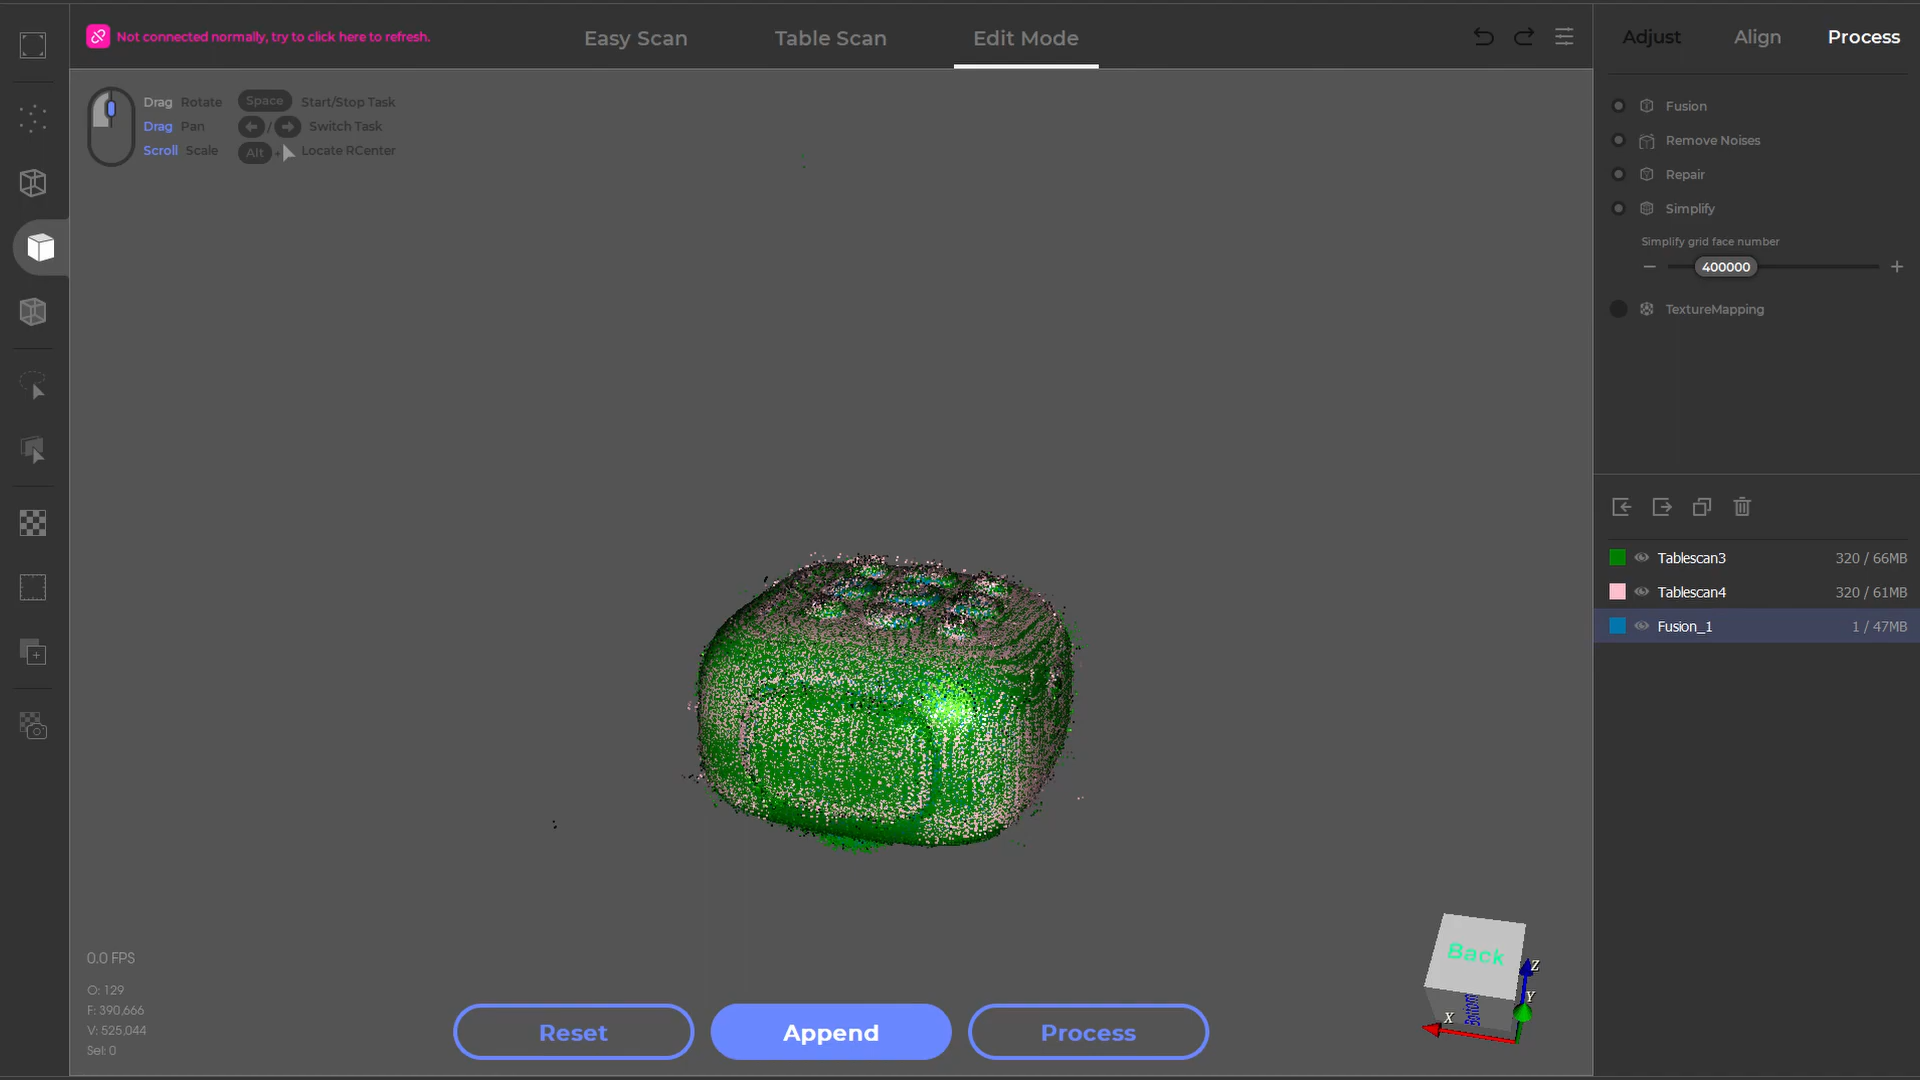 Not connected normally, try to click here to refresh.
Easy Scan
Table Scan
Edit Mode
Adjust
Align
Process
Drag Rotate
Space Start/Stop Task
Drag Pan
/ Switch Task
Scroll Scale
Alt + Locate RCenter
Fusion
Remove Noises
Repair
Simplify
Simplify grid face number
400000
TextureMapping
Tablescan3 320 / 66MB
Tablescan4 320 / 61MB
Fusion_1 1 / 47MB
0.0 FPS
O: 129
F: 390,666
V: 525,044
Sel: 0
Reset
Append
Process
Back
Bottom
Z
Y
X